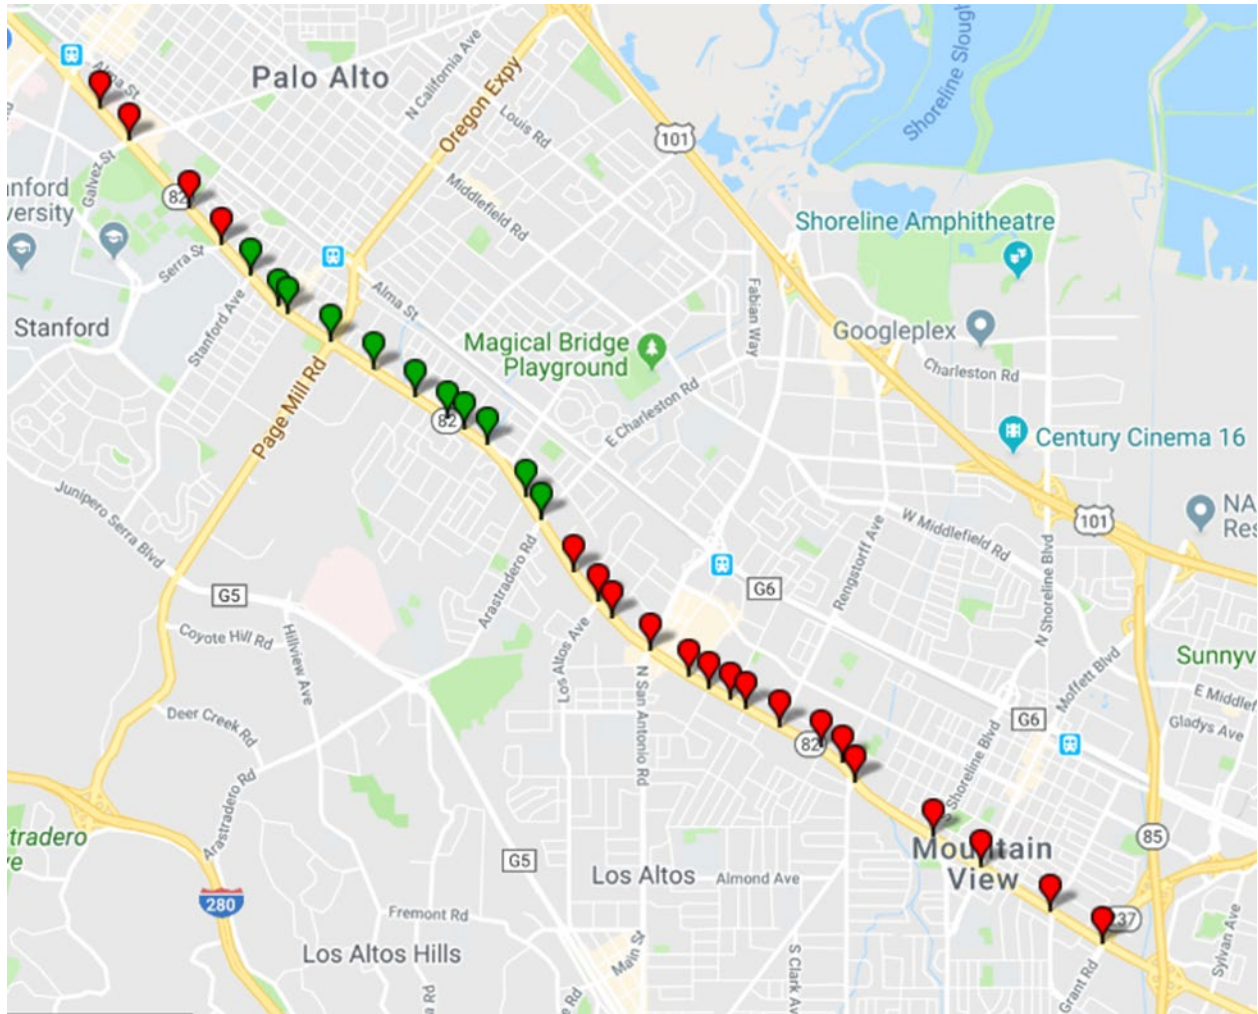 Palo Alto
Alma St
N California Ave
Oregon Expy
Louis Rd
101
Shoreline Slough
Galvez St
82
Middlefield Rd
Shoreline Amphitheatre
Serra St
Stanford
Stanford Ave
Alma St
Fabian Way
Googleplex
Magical Bridge
Playground
Charleston Rd
Page Mill Rd
E Charleston Rd
82
Century Cinema 16
Junipero Serra Blvd
101
NA
Res
W Middlefield Rd
Rengstorff Ave
N Shoreline Blvd
Arastradero Rd
G5
G6
Coyote Hill Rd
Hillview Ave
Los Altos Ave
N San Antonio Rd
Moffett Blvd
Sunnyv
E Middlef
Deer Creek Rd
82
G6
Gladys Ave
Shoreline Blvd
Arastradero Rd
tradero
e
85
G5
Los Altos
Almond Ave
Mountain
View
280
Fremont Rd
237
Los Altos Hills
Main St
S Clark Av
Grant Rd
Sylvan Ave
e Rd
e Rd